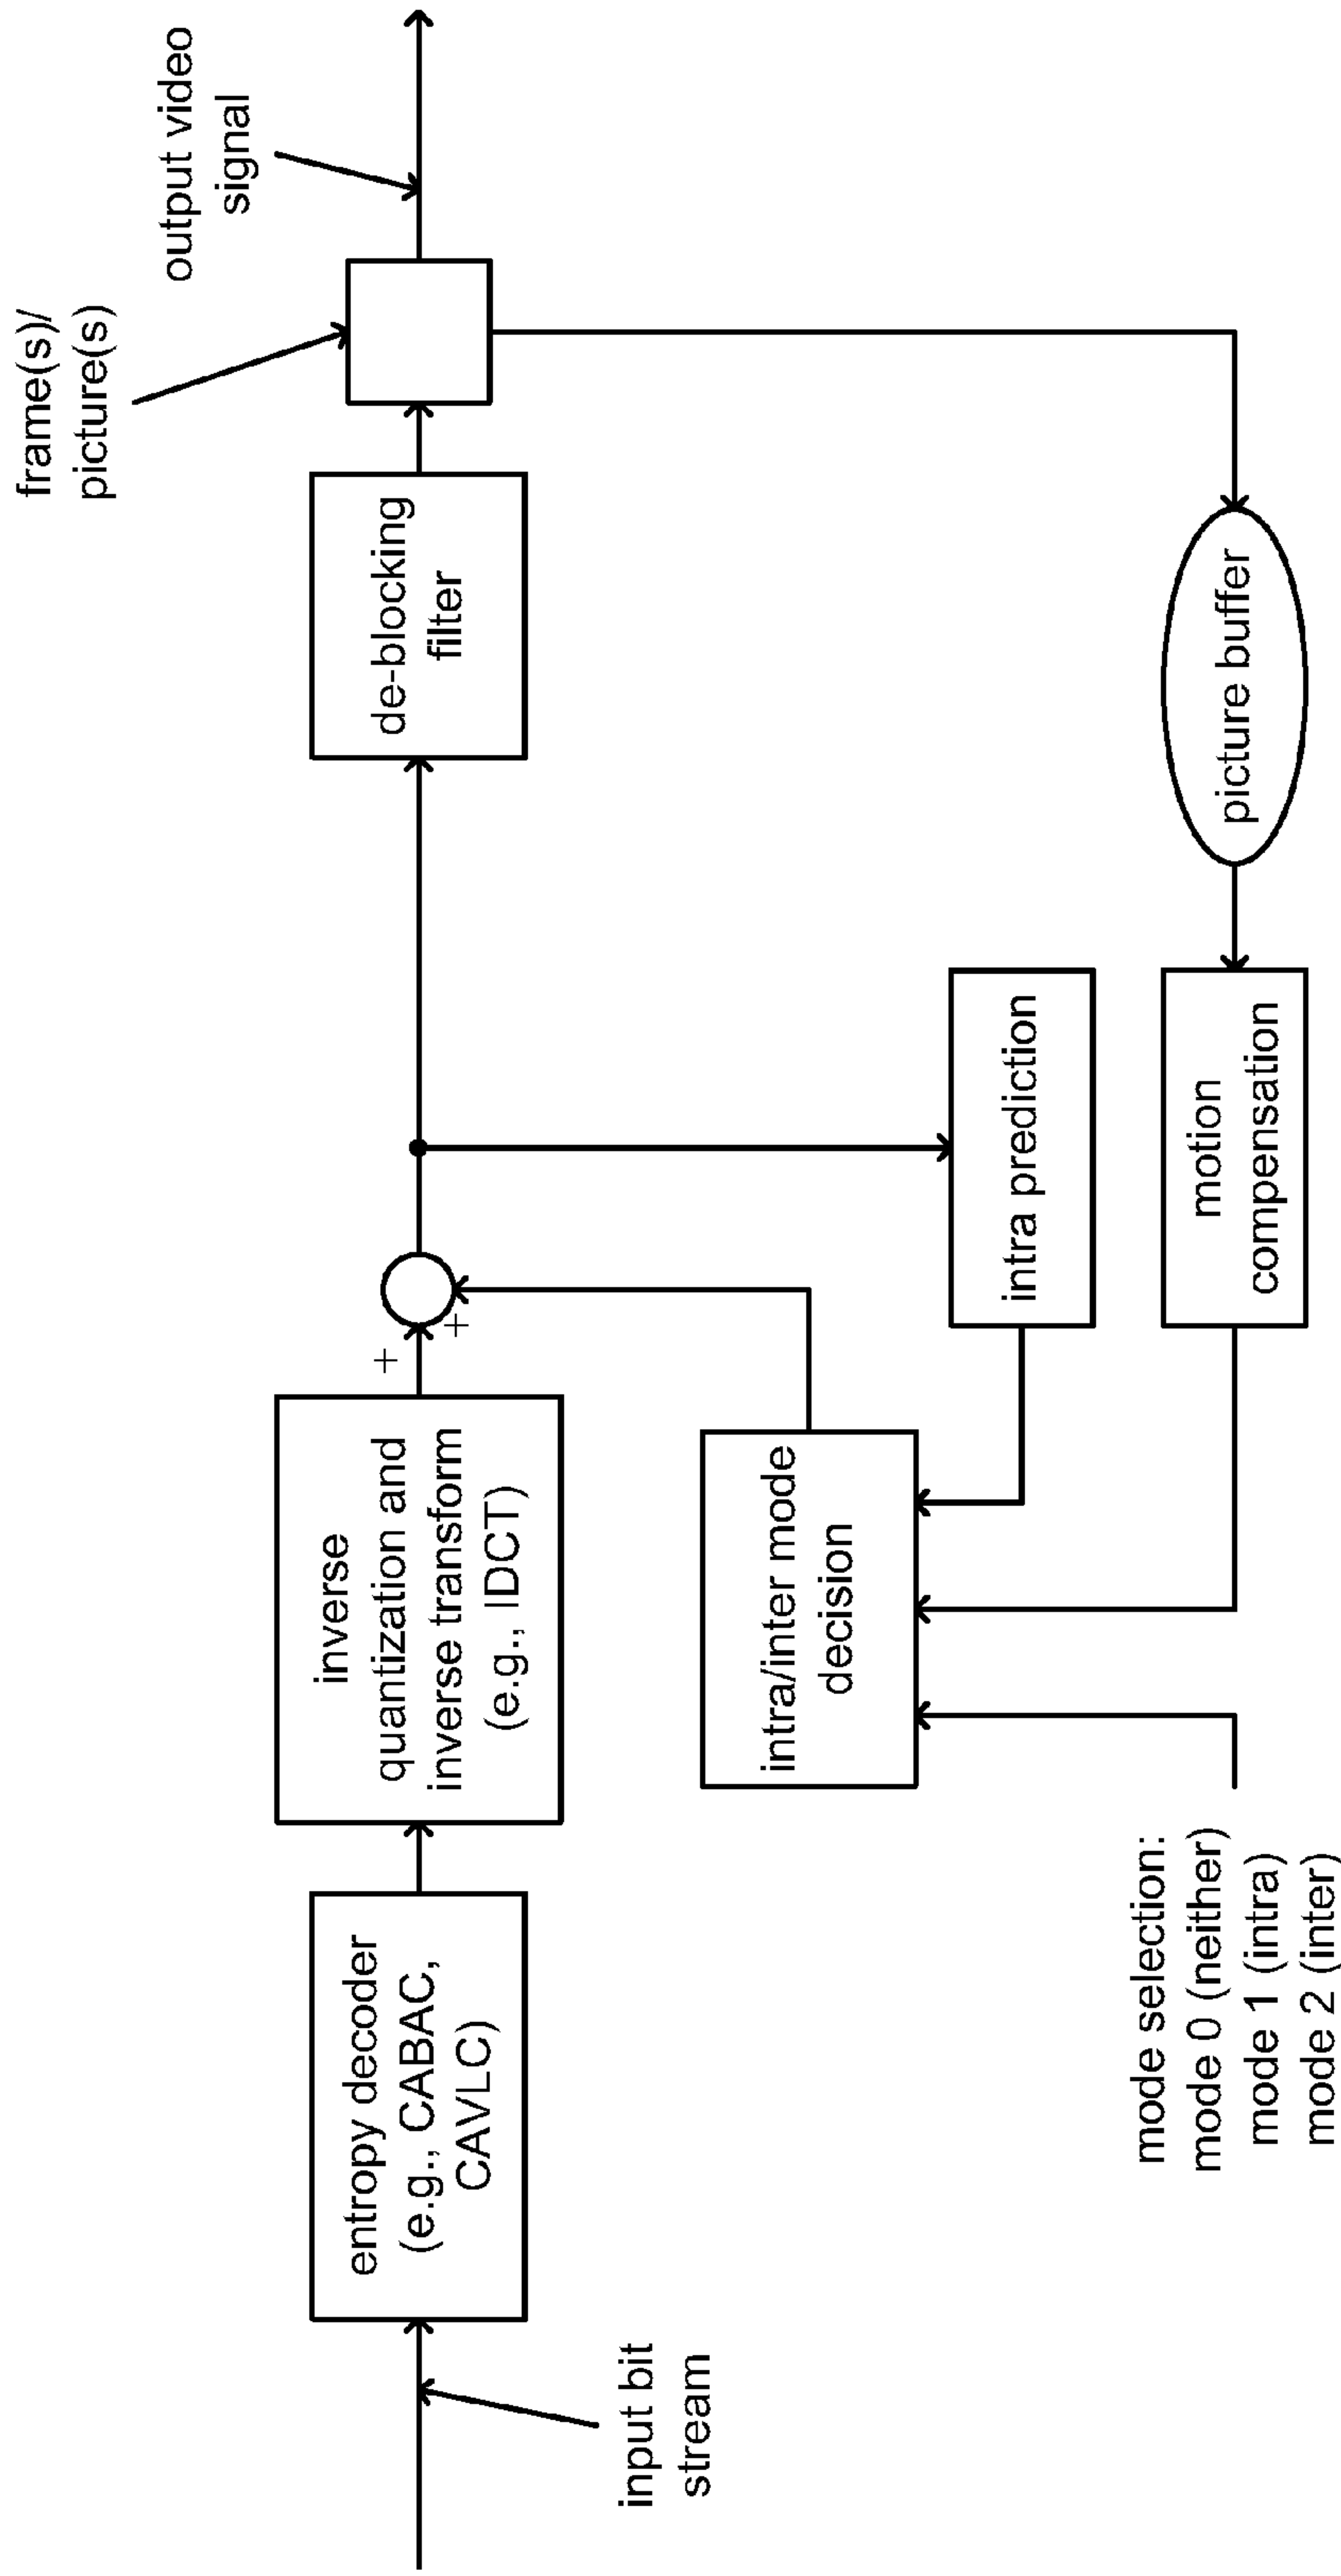 input bit
stream
entropy decoder
(e.g., CABAC,
CAVLC)
inverse
quantization and
inverse transform
(e.g., IDCT)
+
+
de-blocking
filter
frame(s)/
picture(s)
output video
signal
intra/inter mode
decision
intra prediction
motion
compensation
picture buffer
mode selection:
mode 0 (neither)
mode 1 (intra)
mode 2 (inter)